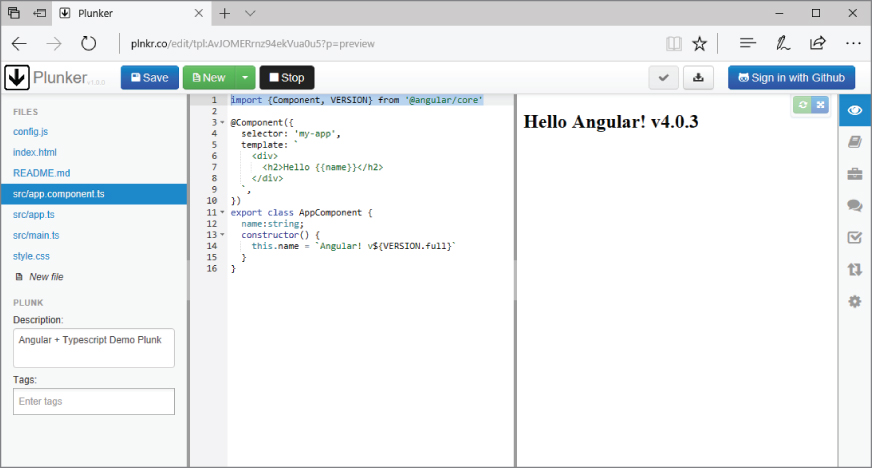 Plunker
plnkr.co/edit/tpl:AvJOMERrnz94ekVua0u5?p=preview
Plunker v1.0.0 Save New Stop Sign in with Github
FILES
config.js
index.html
README.md
src/app.component.ts
src/app.ts
src/main.ts
style.css
New file
PLUNK
Description:
Angular + Typescript Demo Plunk
Tags:
Enter tags
1 import {Component, VERSION} from '@angular/core'
2
3 @Component({
4 selector: 'my-app',
5 template: `
6 <div>
7 <h2>Hello {{name}}</h2>
8 </div>
9 `,
10 })
11 export class AppComponent {
12 name:string;
13 constructor() {
14 this.name = `Angular! v${VERSION.full}`
15 }
16 }
Hello Angular! v4.0.3